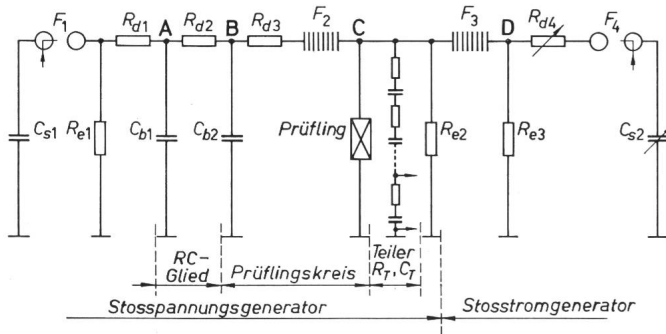 F1 Rd1 A Rd2 B Rd3 F2 C F3 D Rd4 F4
Cs1 Re1 Cb1 Cb2 Prüfling Re2 Re3 Cs2
RC-
Glied
Prüflingskreis
Teiler
RT, CT
Stosspannungsgenerator
Stosstromgenerator